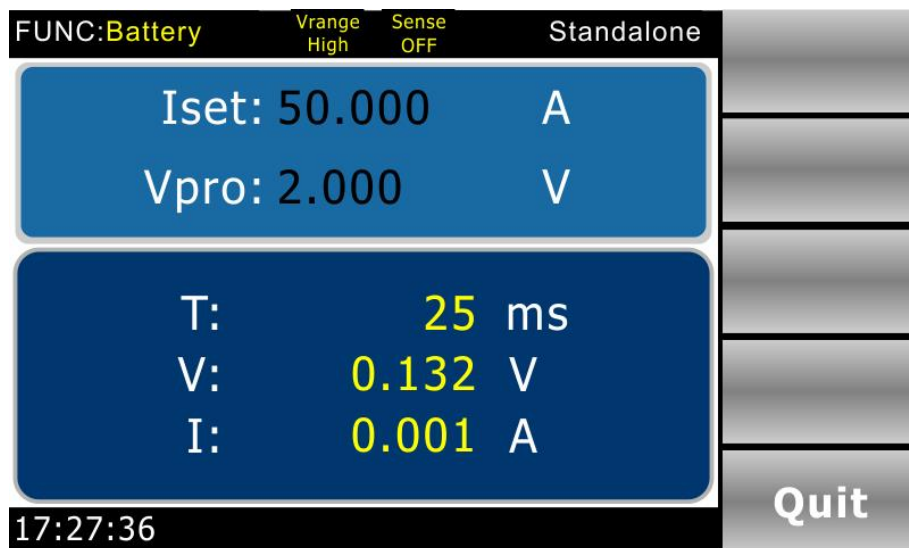 FUNC:Battery Vrange High Sense OFF Standalone
Iset: 50.000 A
Vpro: 2.000 V
T: 25 ms
V: 0.132 V
I: 0.001 A
Quit
17:27:36